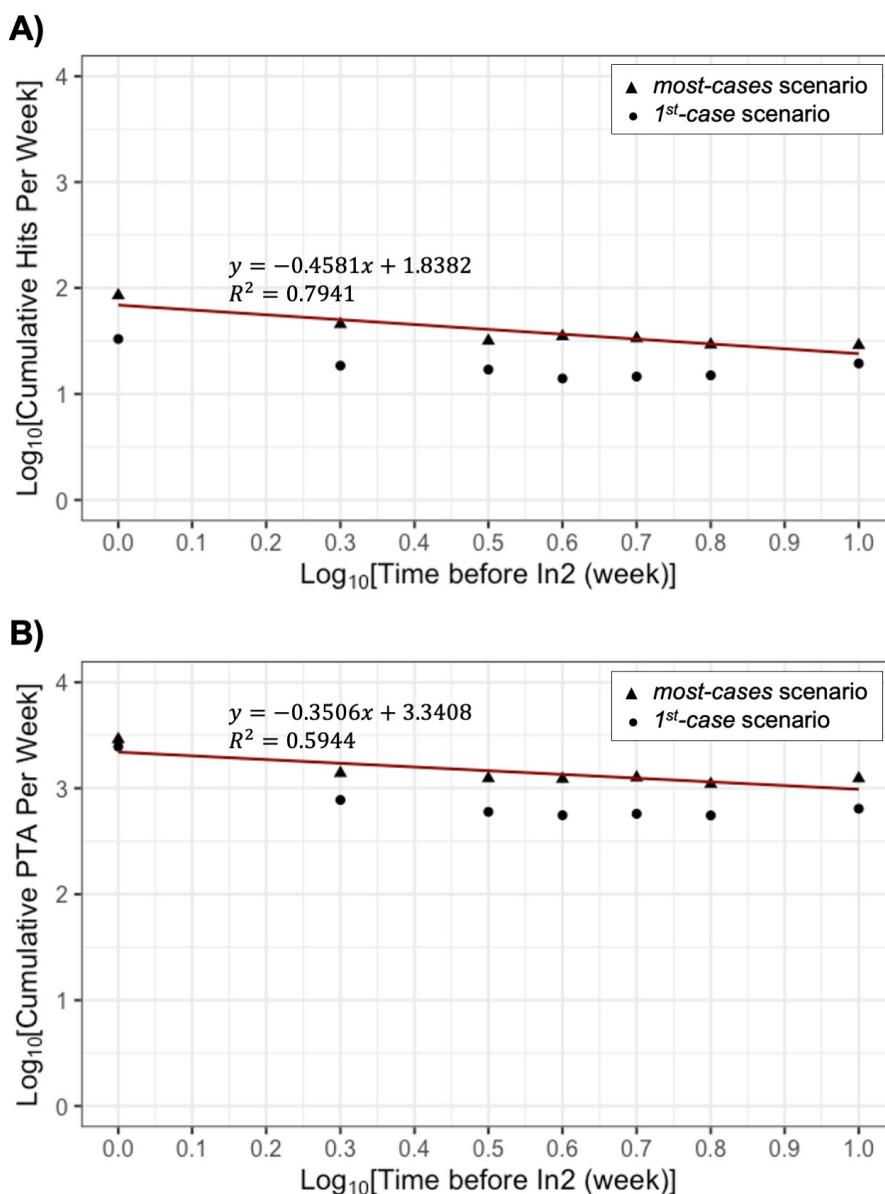 A)
Log₁₀[Cumulative Hits Per Week]
4
3
2
1
0
most-cases scenario
1ˢᵗ-case scenario
y = −0.4581x + 1.8382
R² = 0.7941
0.0 0.1 0.2 0.3 0.4 0.5 0.6 0.7 0.8 0.9 1.0
Log₁₀[Time before In2 (week)]
B)
Log₁₀[Cumulative PTA Per Week]
4
3
2
1
0
most-cases scenario
1ˢᵗ-case scenario
y = −0.3506x + 3.3408
R² = 0.5944
0.0 0.1 0.2 0.3 0.4 0.5 0.6 0.7 0.8 0.9 1.0
Log₁₀[Time before In2 (week)]